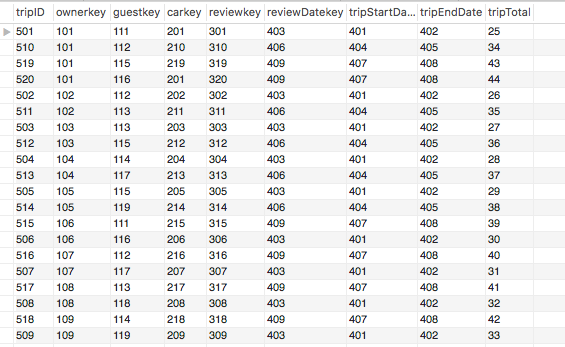 tripID ownerkey guestkey carkey reviewkey reviewDatekey tripStartDa... tripEndDate tripTotal
501 101 111 201 301 403 401 402 25
510 101 112 210 310 406 404 405 34
519 101 115 219 319 409 407 408 43
520 101 116 201 320 409 407 408 44
502 102 112 202 302 403 401 402 26
511 102 113 211 311 406 404 405 35
503 103 113 203 303 403 401 402 27
512 103 115 212 312 406 404 405 36
504 104 114 204 304 403 401 402 28
513 104 117 213 313 406 404 405 37
505 105 115 205 305 403 401 402 29
514 105 119 214 314 406 404 405 38
515 106 111 215 315 409 407 408 39
506 106 116 206 306 403 401 402 30
516 107 112 216 316 409 407 408 40
507 107 117 207 307 403 401 402 31
517 108 113 217 317 409 407 408 41
508 108 118 208 308 403 401 402 32
518 109 114 218 318 409 407 408 42
509 109 119 209 309 403 401 402 33